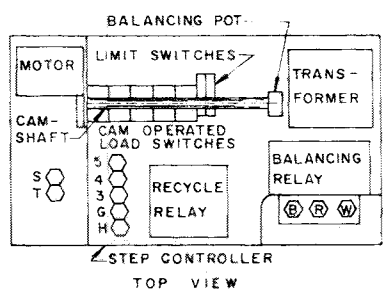 BALANCING POT
LIMIT SWITCHES
MOTOR
TRANS-
FORMER
CAM-
SHAFT
CAM OPERATED
LOAD SWITCHES
S
T
5
4
3
G
H
RECYCLE
RELAY
BALANCING
RELAY
B R W
STEP CONTROLLER
TOP VIEW